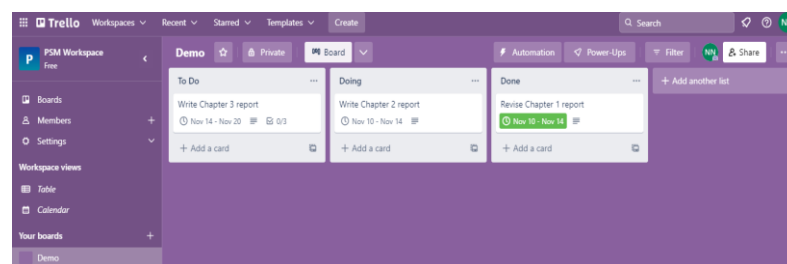 Trello Workspaces Recent Starred Templates Create Search
P PSM Workspace
Free
Boards
Members
Settings
Workspace views
Table
Calendar
Your boards
Demo
Demo Private Board Automation Power-Ups Filter NN Share
To Do
Write Chapter 3 report
Nov 14 - Nov 20 0/3
+ Add a card
Doing
Write Chapter 2 report
Nov 10 - Nov 14
+ Add a card
Done
Revise Chapter 1 report
Nov 10 - Nov 14
+ Add a card
+ Add another list